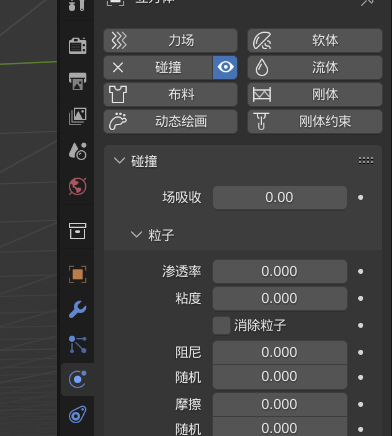 力场 软体
碰撞 流体
布料 刚体
动态绘画 刚体约束
碰撞
场吸收 0.00
粒子
渗透率 0.000
粘度 0.000
消除粒子
阻尼 0.000
随机 0.000
摩擦 0.000
随机 0.000